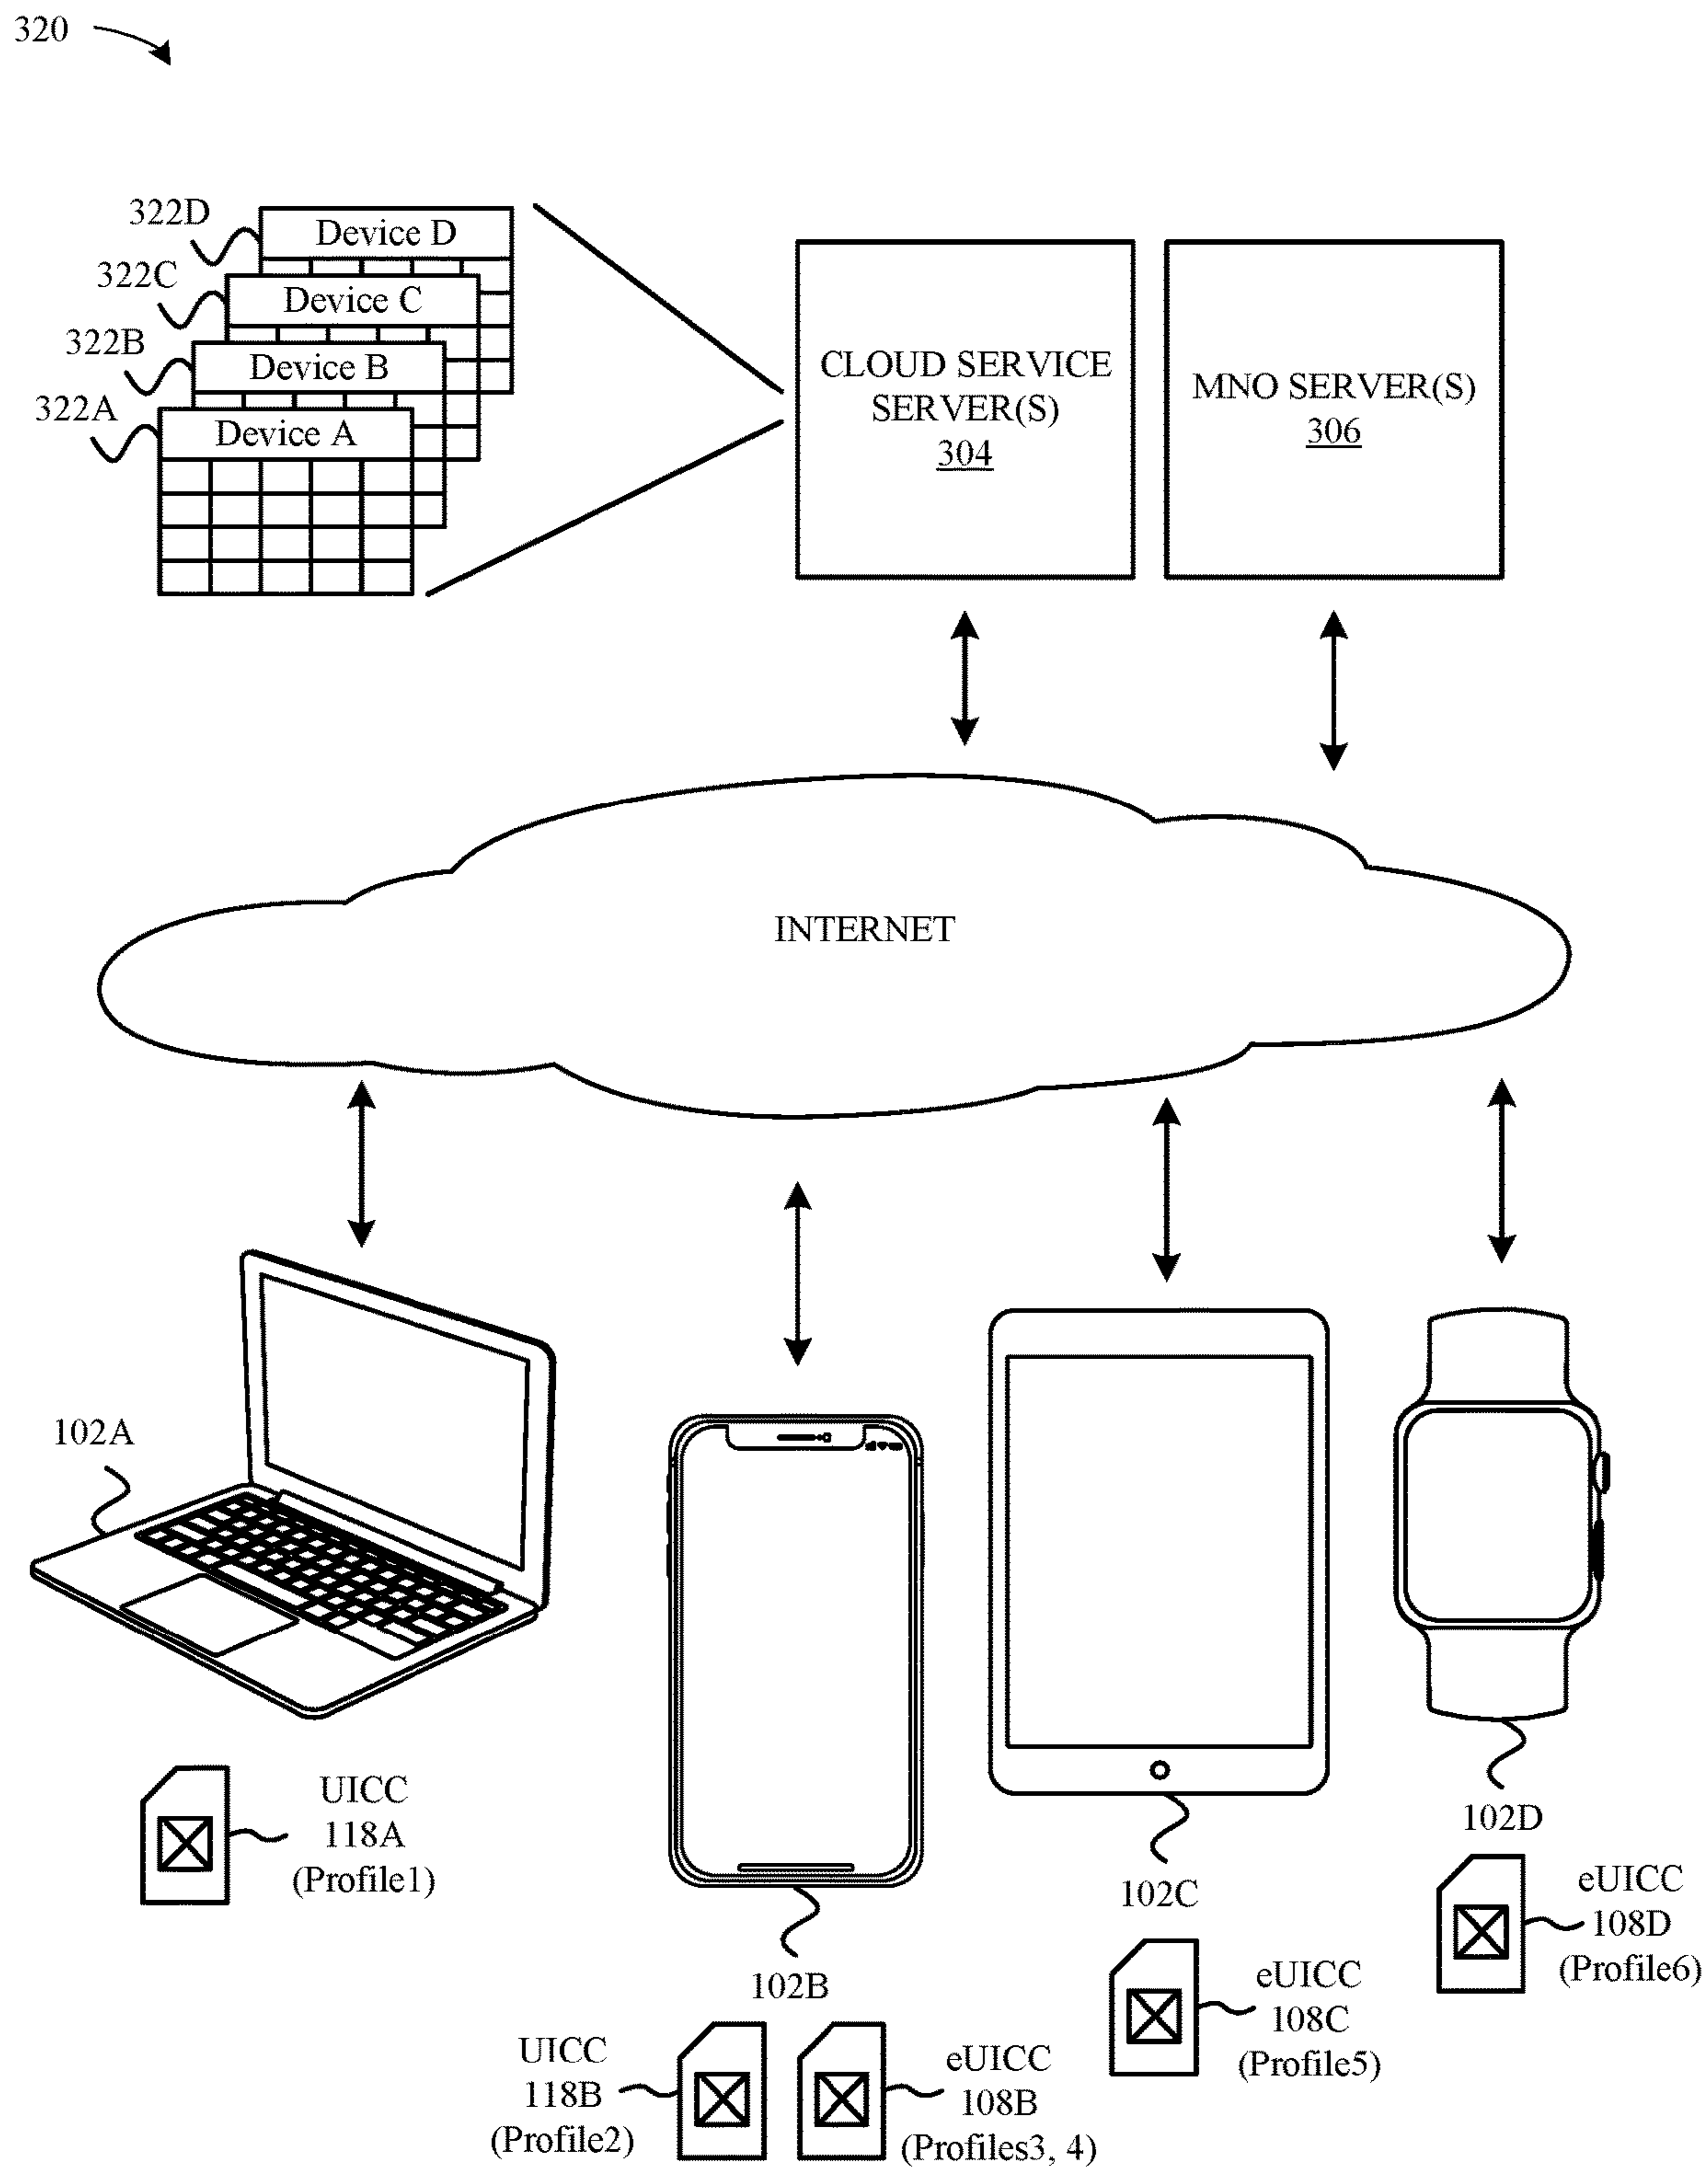 320
322D
Device D
322C
Device C
322B
Device B
322A
Device A
CLOUD SERVICE
SERVER(S)
304
MNO SERVER(S)
306
INTERNET
102A
UICC
118A
(Profile1)
102B
UICC
118B
(Profile2)
eUICC
108B
(Profiles3, 4)
102C
eUICC
108C
(Profile5)
102D
eUICC
108D
(Profile6)